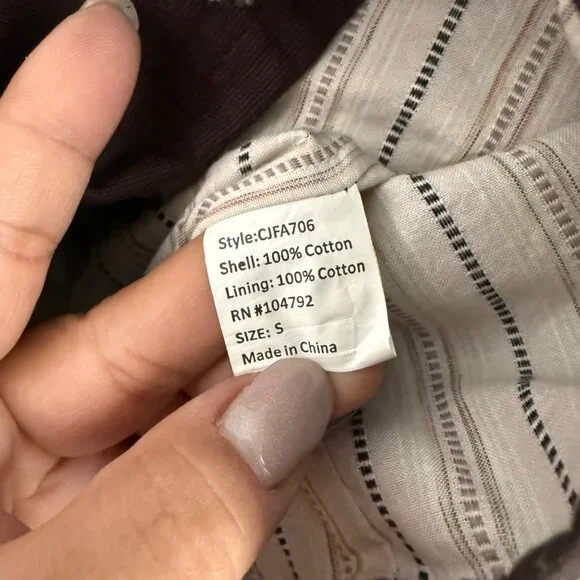 Style:CJFA706
Shell: 100% Cotton
Lining: 100% Cotton
RN #104792
SIZE: S
Made in China